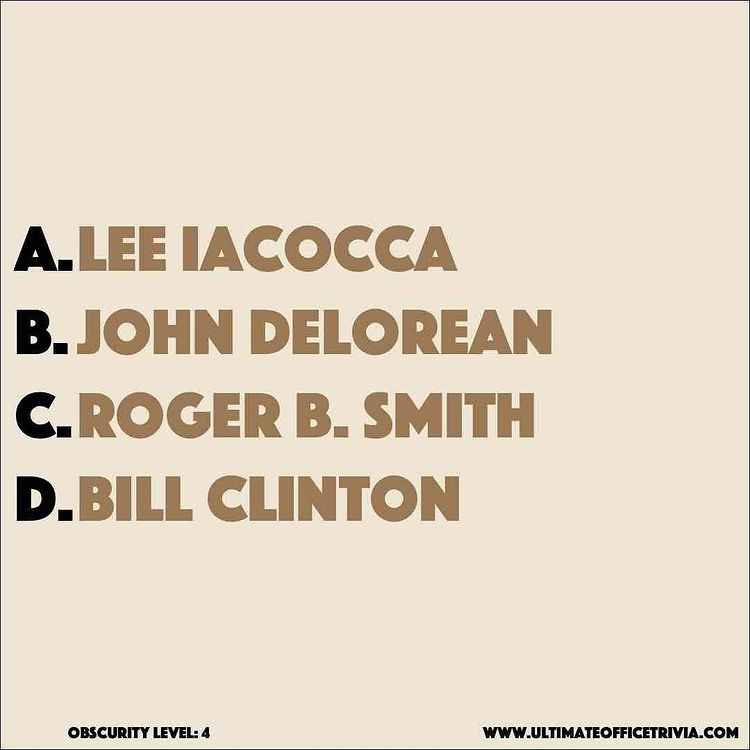 A. LEE IACOCCA
B. JOHN DELOREAN
C. ROGER B. SMITH
D. BILL CLINTON
OBSCURITY LEVEL: 4
WWW.ULTIMATEOFFICETRIVIA.COM